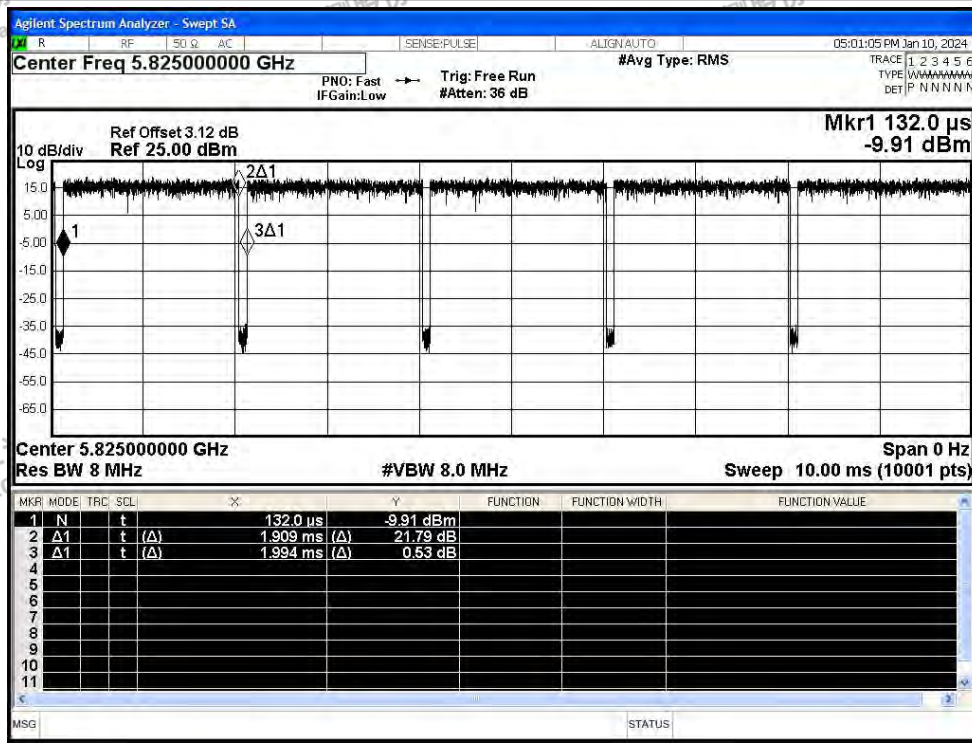 Agilent Spectrum Analyzer - Swept SA
R RF 50 Ω AC SENSE:PULSE ALIGNAUTO 05:01:05 PM Jan 10, 2024
Center Freq 5.825000000 GHz #Avg Type: RMS TRACE 1 2 3 4 5 6
PNO: Fast Trig: Free Run TYPE WWWWWW
IFGain:Low #Atten: 36 dB DET P N N N N N
Mkr1 132.0 µs
Ref Offset 3.12 dB
10 dB/div Ref 25.00 dBm -9.91 dBm
Log
2Δ1
15.0
5.00
1 3Δ1
-5.00
-15.0
-25.0
-35.0
-45.0
-55.0
-65.0
Center 5.825000000 GHz Span 0 Hz
Res BW 8 MHz #VBW 8.0 MHz Sweep 10.00 ms (10001 pts)
MKR MODE TRC SCL X Y FUNCTION FUNCTION WIDTH FUNCTION VALUE
1 N t 132.0 µs -9.91 dBm
2 Δ1 t (Δ) 1.909 ms (Δ) 21.79 dB
3 Δ1 t (Δ) 1.994 ms (Δ) 0.53 dB
4
5
6
7
8
9
10
11
MSG STATUS